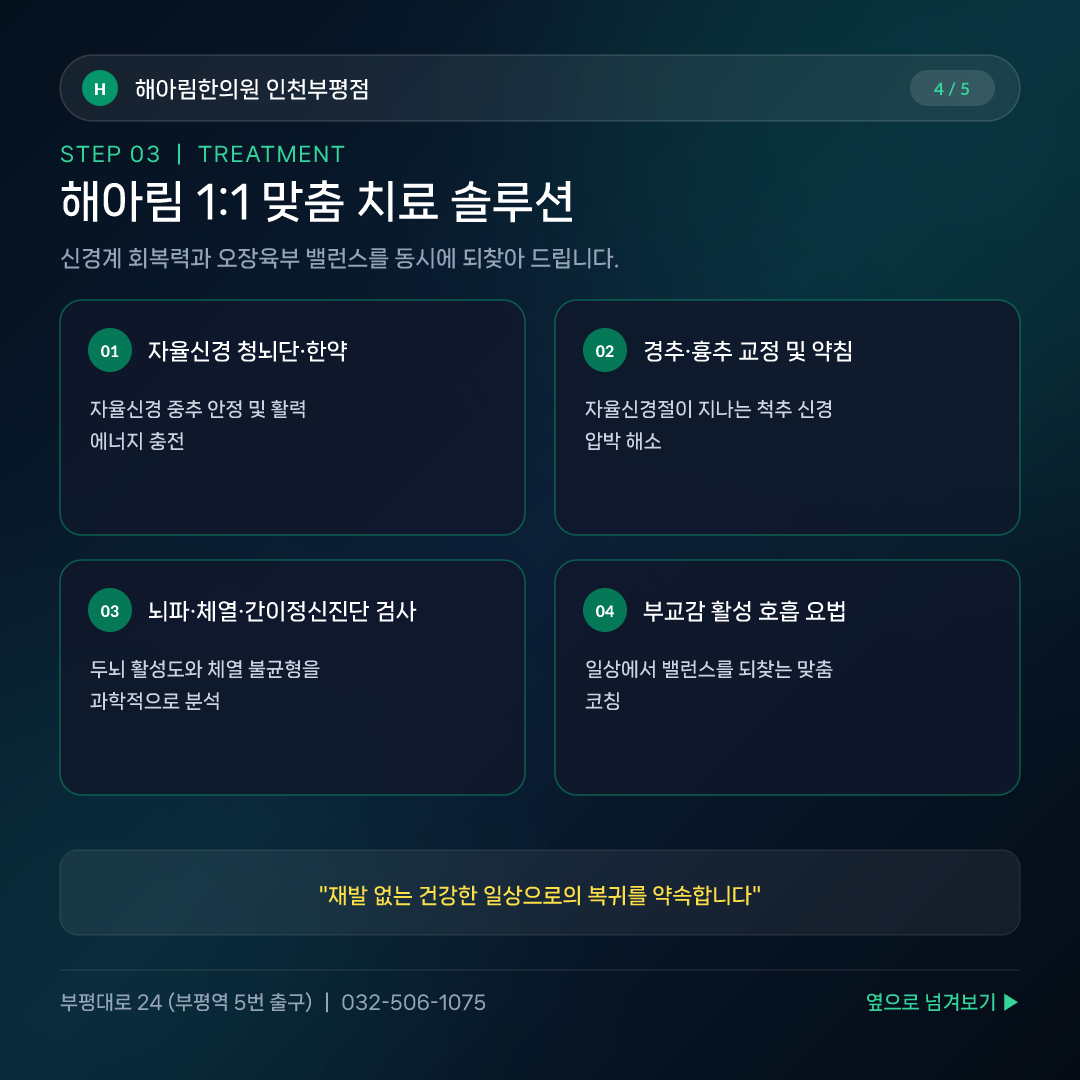 H 해아림한의원 인천부평점 4 / 5
STEP 03 | TREATMENT
해아림 1:1 맞춤 치료 솔루션
신경계 회복력과 오장육부 밸런스를 동시에 되찾아 드립니다.
01 자율신경 청뇌단·한약
자율신경 중추 안정 및 활력
에너지 충전
02 경추·흉추 교정 및 약침
자율신경절이 지나는 척추 신경
압박 해소
03 뇌파·체열·간이정신진단 검사
두뇌 활성도와 체열 불균형을
과학적으로 분석
04 부교감 활성 호흡 요법
일상에서 밸런스를 되찾는 맞춤
코칭
"재발 없는 건강한 일상으로의 복귀를 약속합니다"
부평대로 24 (부평역 5번 출구) | 032-506-1075
옆으로 넘겨보기 ▶